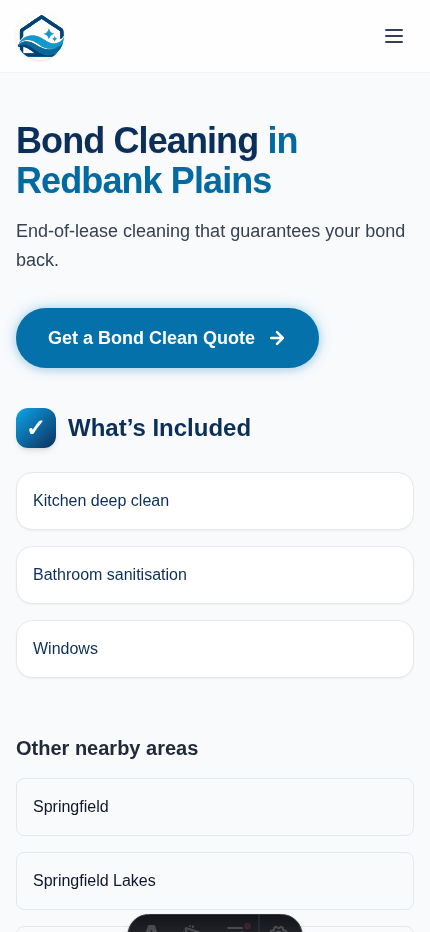 Bond Cleaning in
Redbank Plains
End-of-lease cleaning that guarantees your bond
back.
Get a Bond Clean Quote →
✓ What’s Included
Kitchen deep clean
Bathroom sanitisation
Windows
Other nearby areas
Springfield
Springfield Lakes